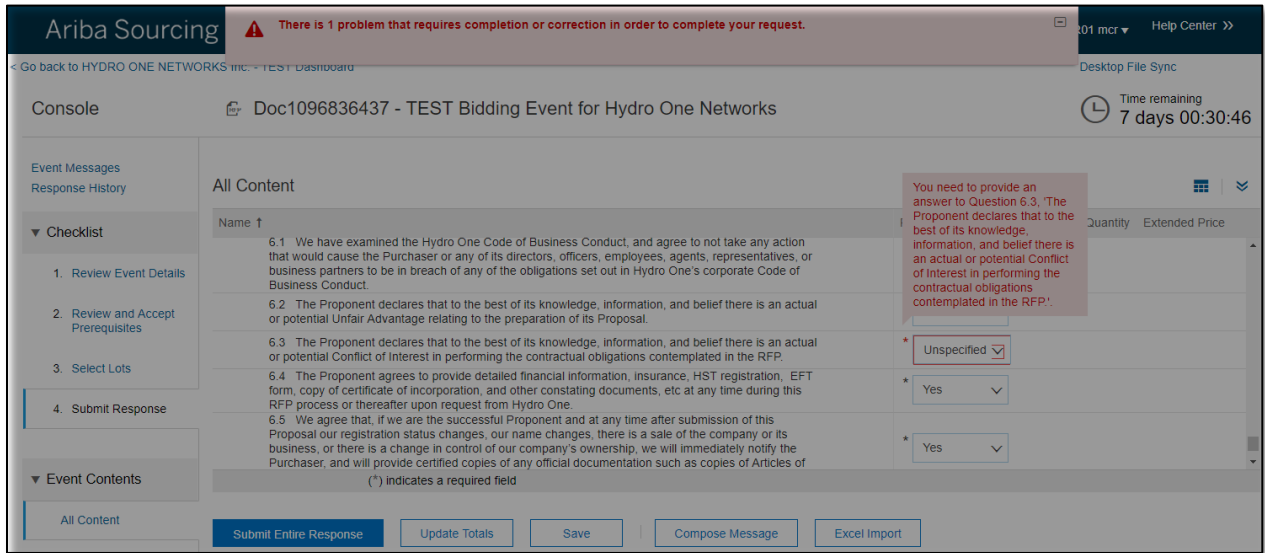 Ariba Sourcing
There is 1 problem that requires completion or correction in order to complete your request.
01 mcr
Help Center »
< Go back to HYDRO ONE NETWORKS Inc. - TEST Dashboard
Desktop File Sync
Console
Doc1096836437 - TEST Bidding Event for Hydro One Networks
Time remaining
7 days 00:30:46
Event Messages
Response History
▼ Checklist
1. Review Event Details
2. Review and Accept
Prerequisites
3. Select Lots
4. Submit Response
▼ Event Contents
All Content
All Content
Name ↑
Quantity Extended Price
6.1 We have examined the Hydro One Code of Business Conduct, and agree to not take any action
that would cause the Purchaser or any of its directors, officers, employees, agents, representatives, or
business partners to be in breach of any of the obligations set out in Hydro One's corporate Code of
Business Conduct.
6.2 The Proponent declares that to the best of its knowledge, information, and belief there is an actual
or potential Unfair Advantage relating to the preparation of its Proposal.
6.3 The Proponent declares that to the best of its knowledge, information, and belief there is an actual
or potential Conflict of Interest in performing the contractual obligations contemplated in the RFP.
* Unspecified
6.4 The Proponent agrees to provide detailed financial information, insurance, HST registration, EFT
form, copy of certificate of incorporation, and other constating documents, etc at any time during this
RFP process or thereafter upon request from Hydro One.
* Yes
6.5 We agree that, if we are the successful Proponent and at any time after submission of this
Proposal our registration status changes, our name changes, there is a sale of the company or its
business, or there is a change in control of our company's ownership, we will immediately notify the
Purchaser, and will provide certified copies of any official documentation such as copies of Articles of
* Yes
You need to provide an
answer to Question 6.3, 'The
Proponent declares that to the
best of its knowledge,
information, and belief there is
an actual or potential Conflict
of Interest in performing the
contractual obligations
contemplated in the RFP.'.
(*) indicates a required field
Submit Entire Response
Update Totals
Save
Compose Message
Excel Import